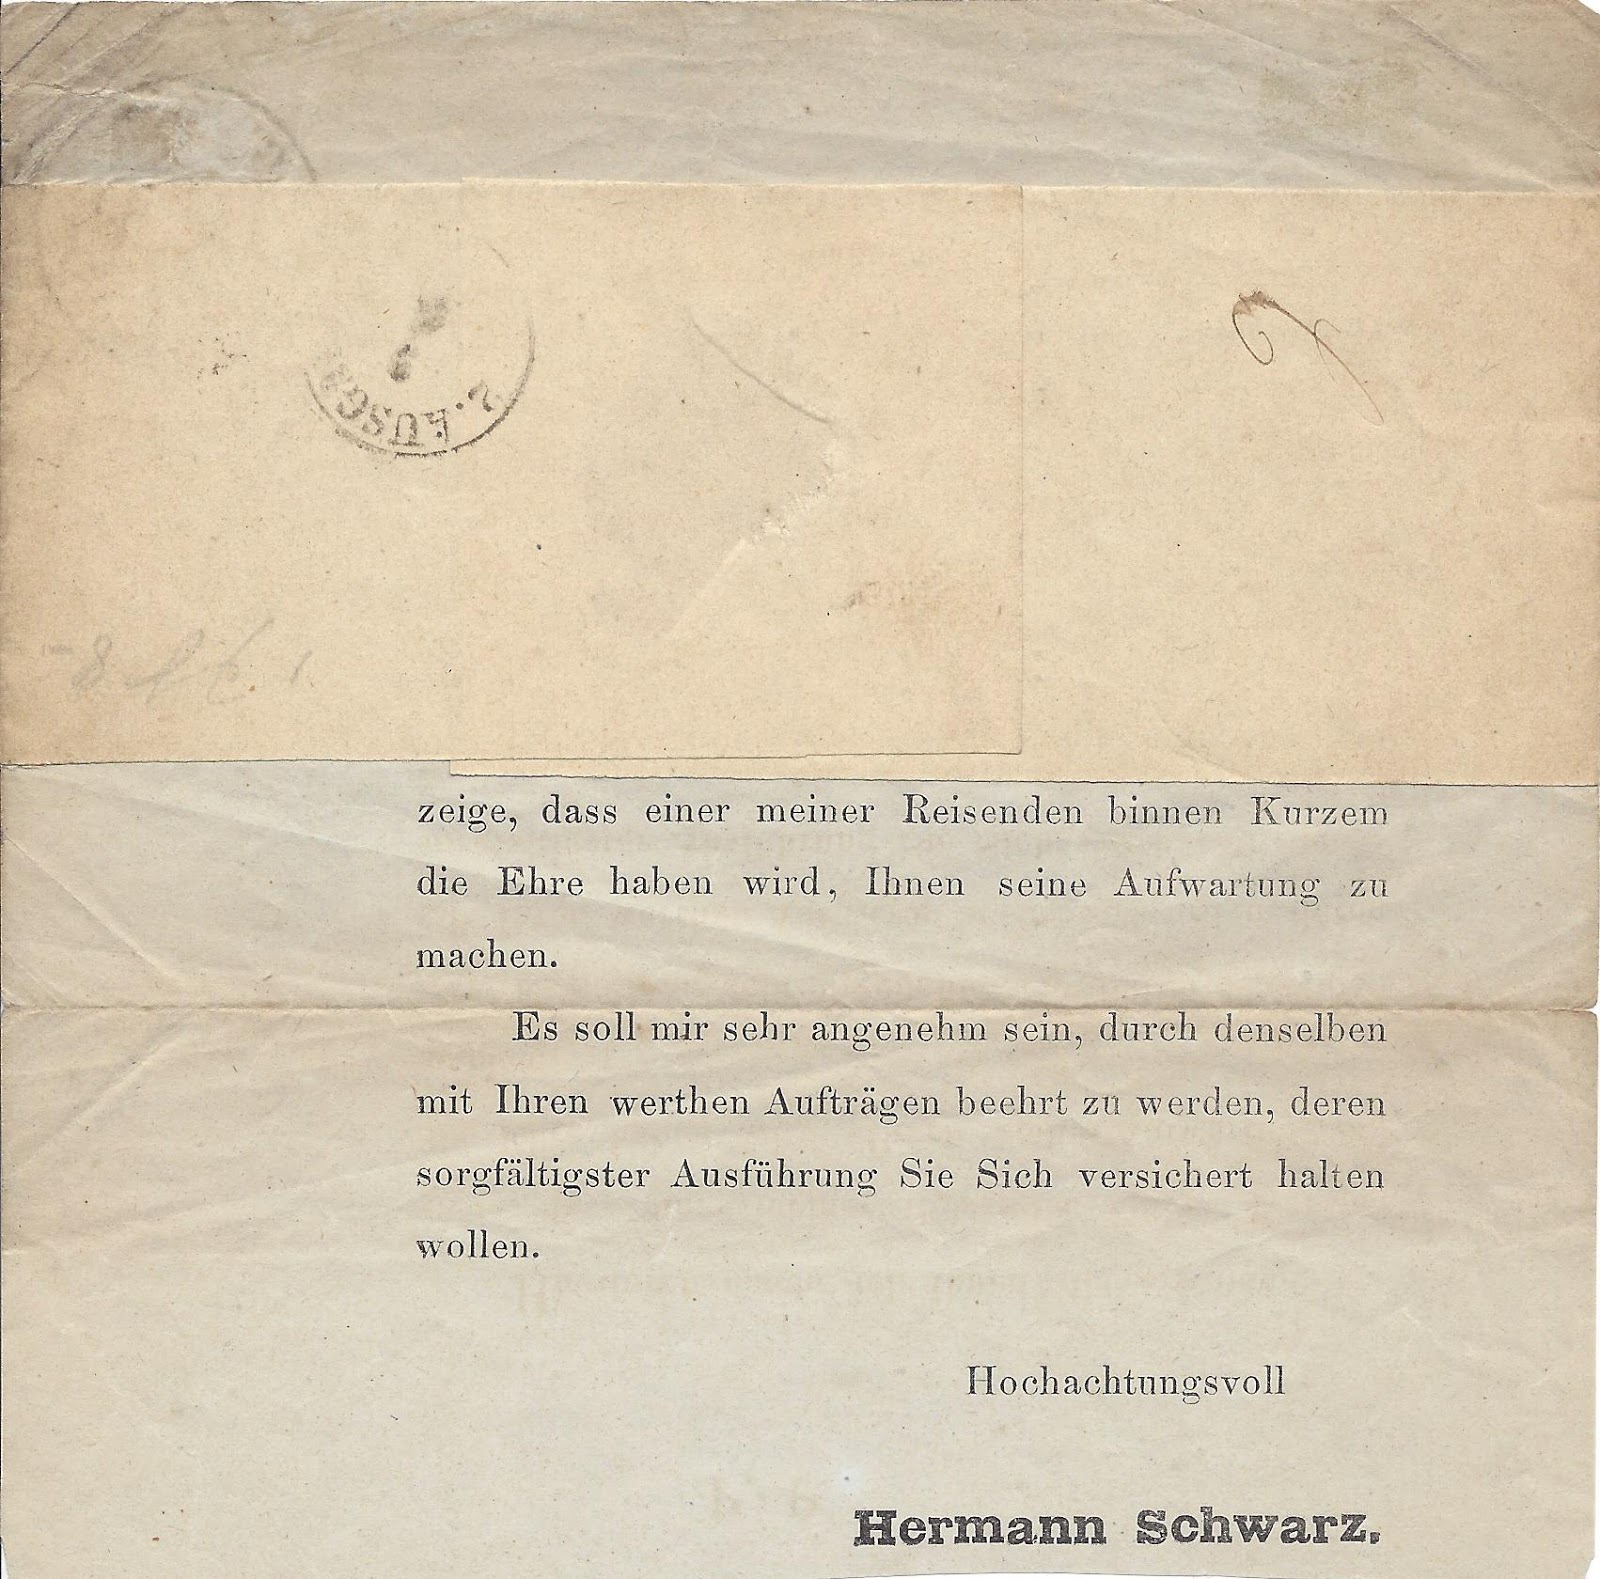 zeige, dass einer meiner Reisenden binnen Kurzem
die Ehre haben wird, Ihnen seine Aufwartung zu
machen.
Es soll mir sehr angenehm sein, durch denselben
mit Ihren werthen Aufträgen beehrt zu werden, deren
sorgfältigster Ausführung Sie Sich versichert halten
wollen.
Hochachtungsvoll
Hermann Schwarz.